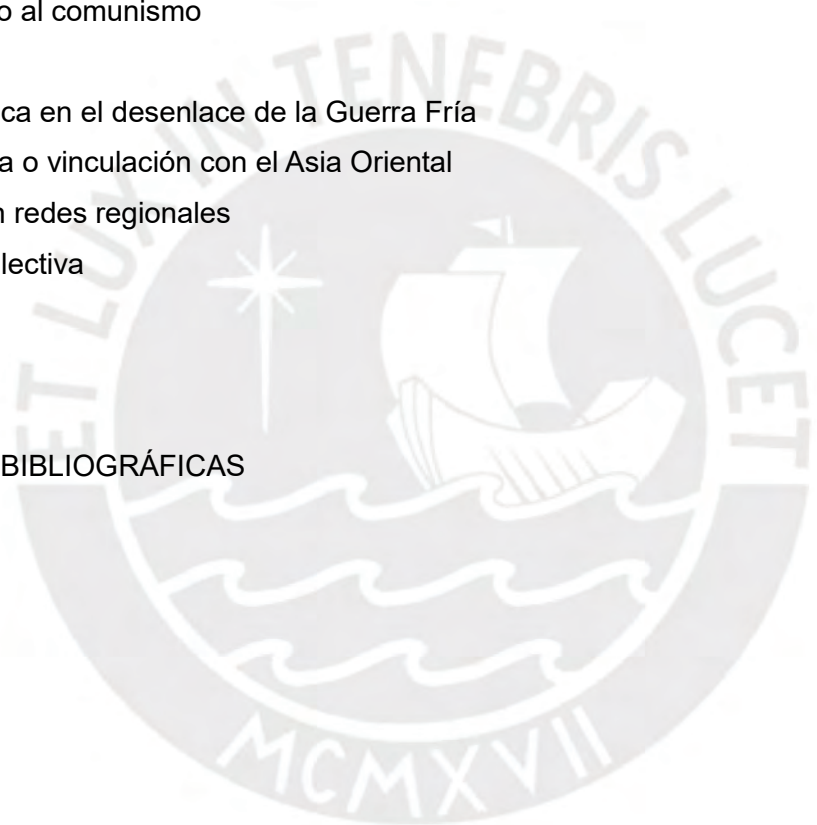 o al comunismo
ca en el desenlace de la Guerra Fría
a o vinculación con el Asia Oriental
n redes regionales
lectiva
BIBLIOGRÁFICAS
ET LUX IN TENEBRIS LUCET
MCMXVII